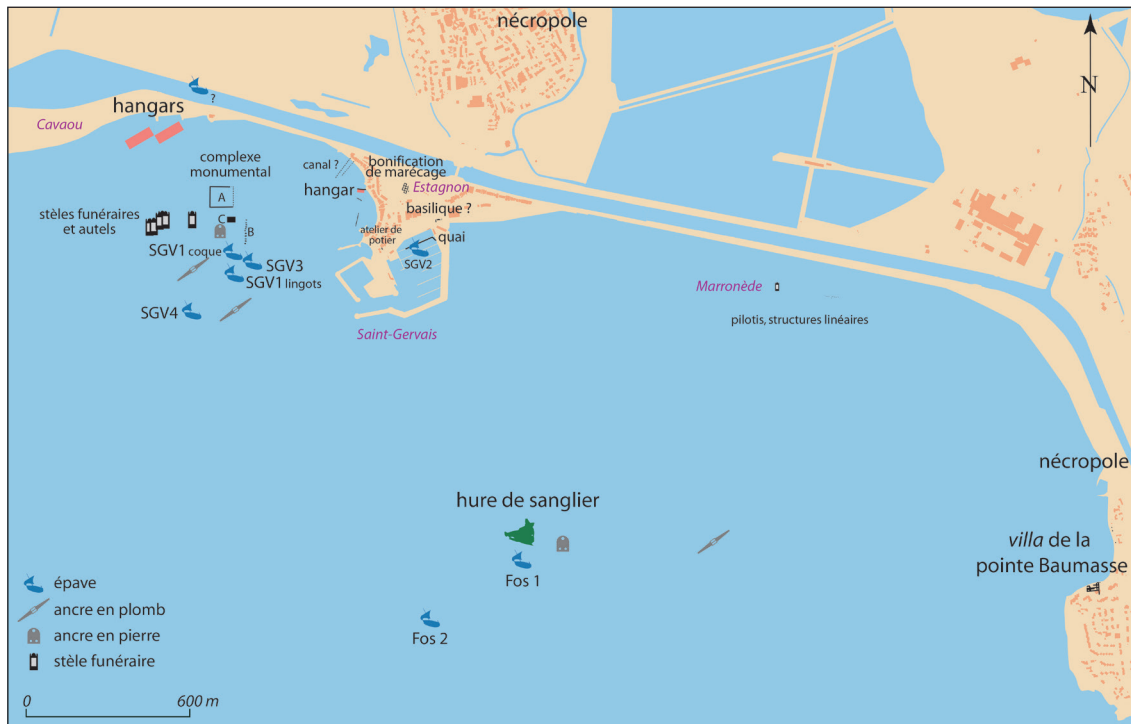 nécropole
N
?
hangars
Cavaou
complexe
monumental
A
canal ?
bonification
de marécage
hangar
Estagnon
basilique ?
stèles funéraires
et autels
C
B
atelier de
potier
quai
SGV1 coque
SGV3
SGV2
SGV1 lingots
SGV4
Marronède
pilotis, structures linéaires
Saint-Gervais
nécropole
hure de sanglier
villa de la
pointe Baumasse
Fos 1
Fos 2
épave
ancre en plomb
ancre en pierre
stèle funéraire
0 600 m